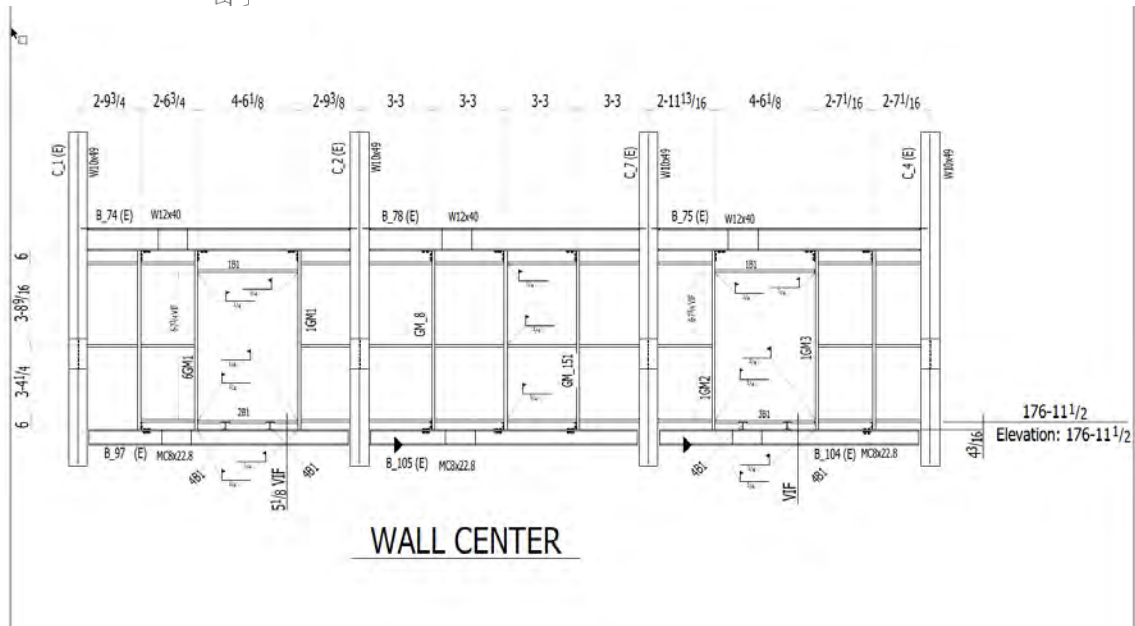 2-9 3/4 2-6 3/4 4-6 1/8 2-9 3/8 3-3 3-3 3-3 3-3 2-11 13/16 4-6 1/8 2-7 1/16 2-7 1/16
C_1 (E) W10x49
C_2 (E) W10x49
C_7 (E) W10x49
C_4 (E) W10x49
B_74 (E) W12x40
B_78 (E) W12x40
B_75 (E) W12x40
6
3-8 9/16
3-4 1/4
6
1B1
1B1
6GM1
1GM1
GM_8
GM_151
1GM2
1GM3
2B1
3B1
176-11 1/2
Elevation: 176-11 1/2
4 3/16
B_97 (E) MC8x22.8
B_105 (E) MC8x22.8
B_104 (E) MC8x22.8
4B1
4B1
4B1
4B1
5 1/8 VIF
VIF
WALL CENTER